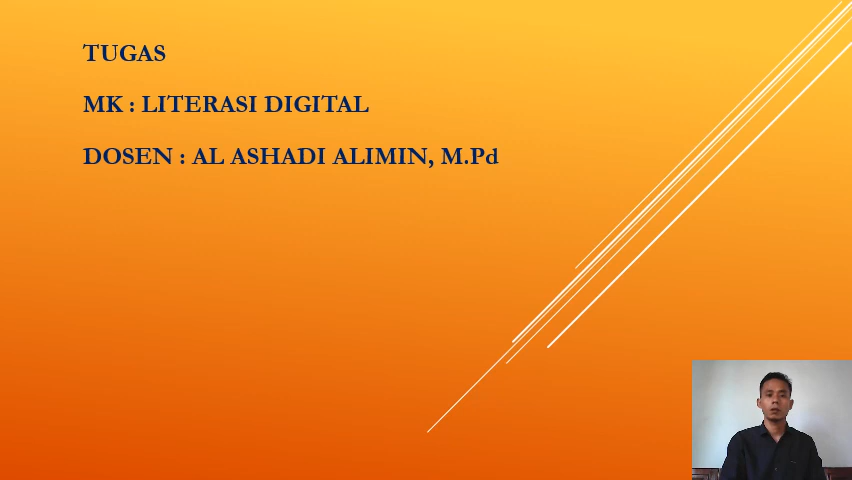 TUGAS
MK : LITERASI DIGITAL
DOSEN : AL ASHADI ALIMIN, M.Pd